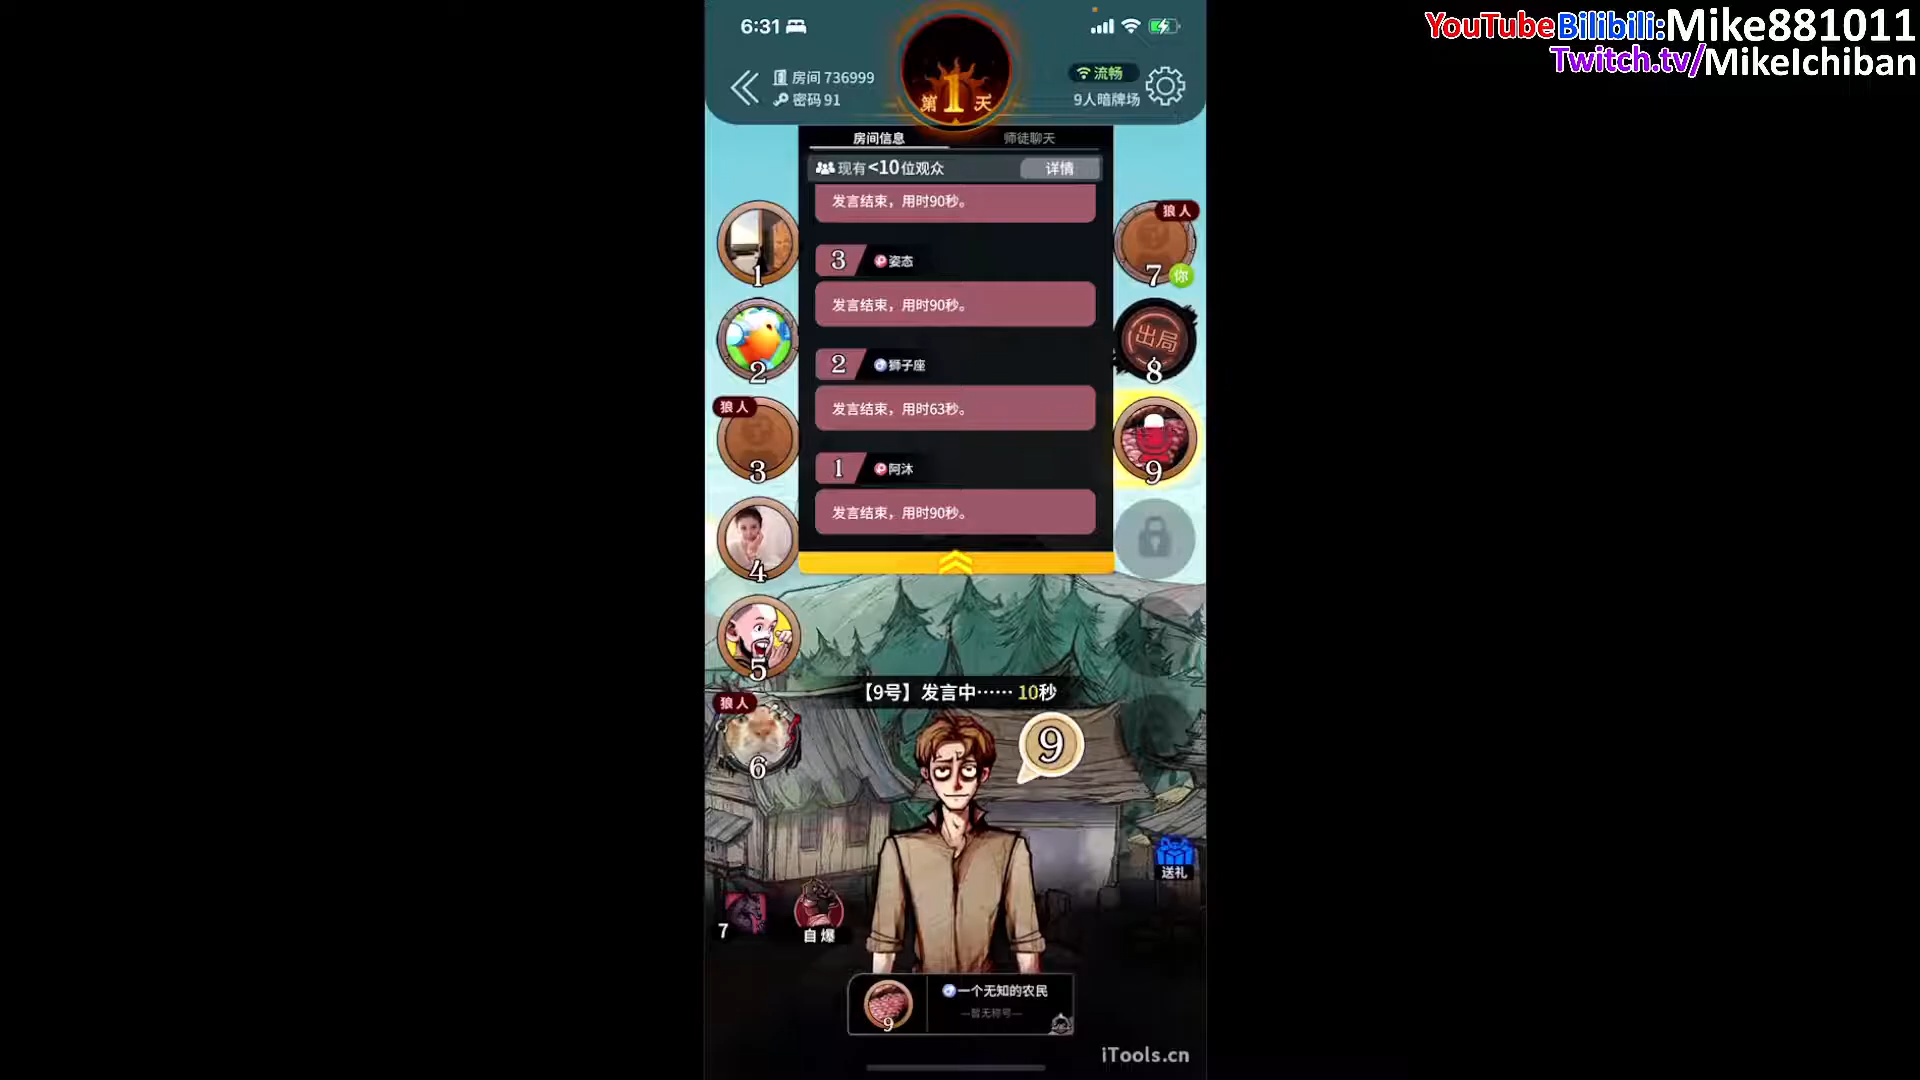 YouTubeBilibili:Mike881011
Twitch.tv/MikeIchiban
6:31
房间 736999
密码 91
第1天
流畅
9人暗牌场
房间信息
师徒聊天
现有<10位观众
详情
发言结束，用时90秒。
3 姿态
发言结束，用时90秒。
2 狮子座
发言结束，用时63秒。
1 阿沐
发言结束，用时90秒。
1
2
狼人
3
4
5
狼人
6
狼人
7
你
出局
8
9
【9号】发言中······ 10秒
9
送礼
7
自爆
9
一个无知的农民
—暂无称号—
iTools.cn